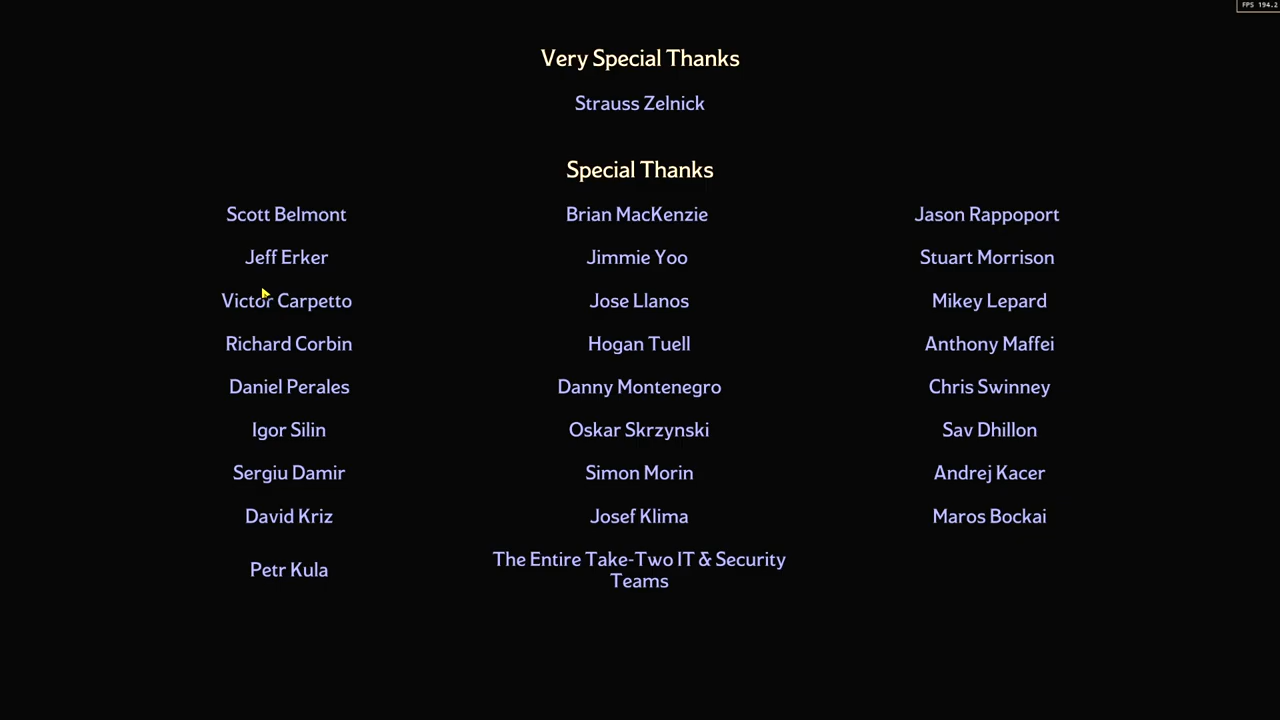 FPS 194.2
Very Special Thanks
Strauss Zelnick
Special Thanks
Scott Belmont Brian MacKenzie Jason Rappoport
Jeff Erker Jimmie Yoo Stuart Morrison
Victor Carpetto Jose Llanos Mikey Lepard
Richard Corbin Hogan Tuell Anthony Maffei
Daniel Perales Danny Montenegro Chris Swinney
Igor Silin Oskar Skrzynski Sav Dhillon
Sergiu Damir Simon Morin Andrej Kacer
David Kriz Josef Klima Maros Bockai
Petr Kula The Entire Take-Two IT & Security
Teams